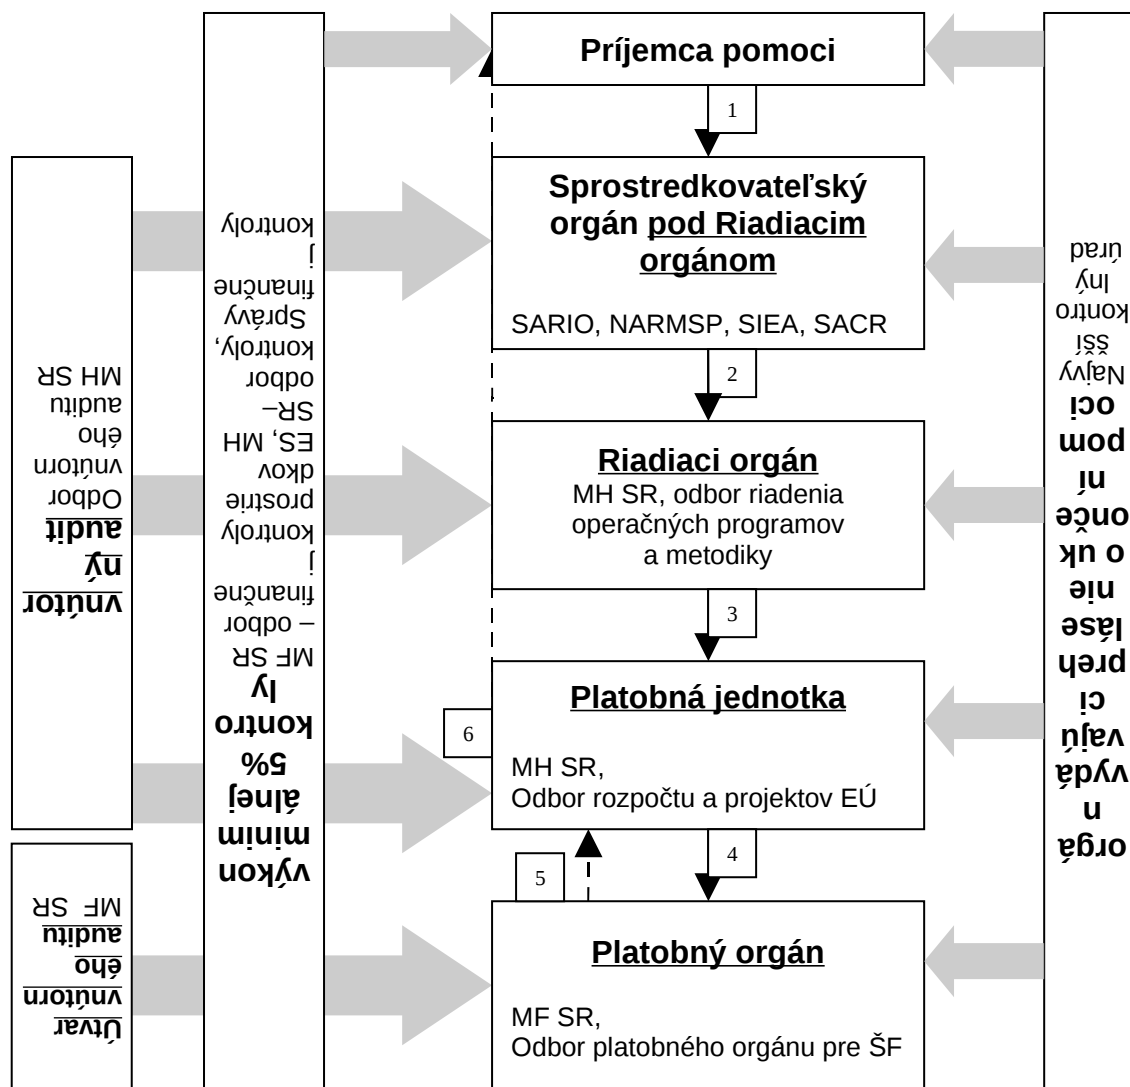 Príjemca pomoci
1
Sprostredkovateľský
orgán pod Riadiacim
orgánom
SARIO, NARMSP, SIEA, SACR
2
Riadiaci orgán
MH SR, odbor riadenia
operačných programov
a metodiky
3
Platobná jednotka
MH SR,
Odbor rozpočtu a projektov EÚ
6
4
5
Platobný orgán
MF SR,
Odbor platobného orgánu pre ŠF
vnútor
ný
audit
Odbor
vnútorn
ého
auditu
MH SR
Útvar
vnútorn
ého
auditu
MF SR
výkon
minim
álnej
5%
kontro
ly
MF SR
– odbor
finančne
j
kontroly
prostrie
dkov
ES, MH
SR–
odbor
kontroly,
Správy
finančne
j
kontroly
orgá
n
vydá
vajú
ci
preh
láse
nie
o uk
onče
ní
pom
oci
Najvy
šší
kontro
lný
úrad